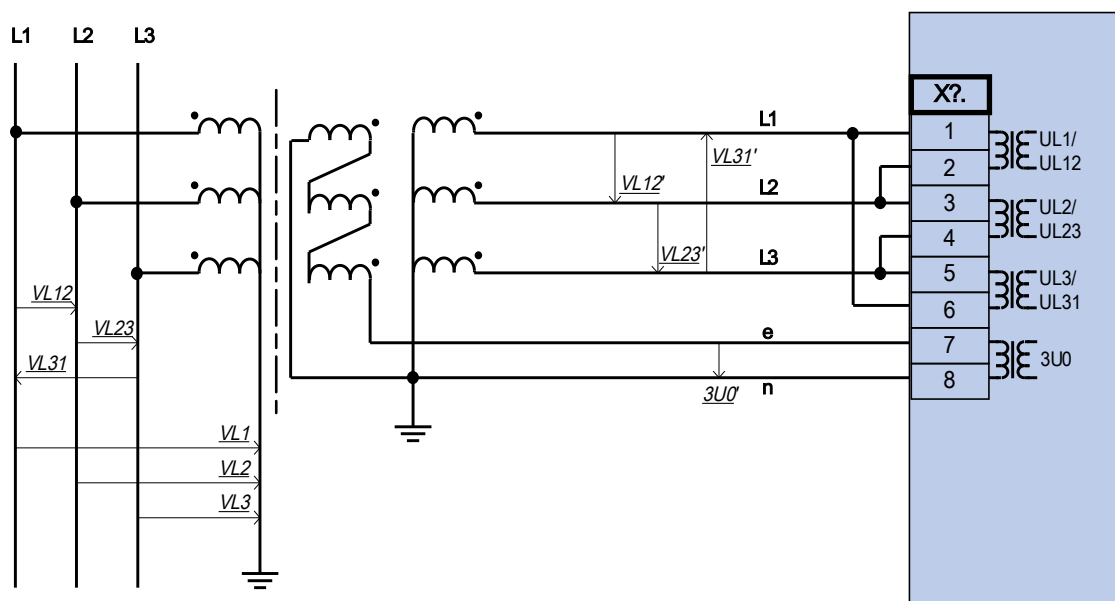 L1 L2 L3
X?.
L1 1 UL1/
VL31' 2 UL12
VL12'
L2 3 UL2/
4 UL23
VL23'
L3 5 UL3/
VL12 6 UL31
VL23 e 7
VL31 3U0
n 8
3U0'
VL1
VL2
VL3